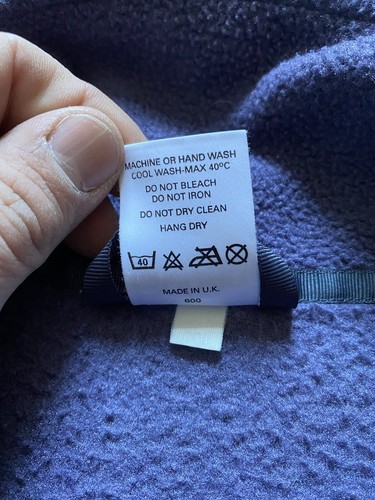 MACHINE OR HAND WASH
COOL WASH-MAX 40ºC
DO NOT BLEACH
DO NOT IRON
DO NOT DRY CLEAN
HANG DRY
40
MADE IN U.K.
600